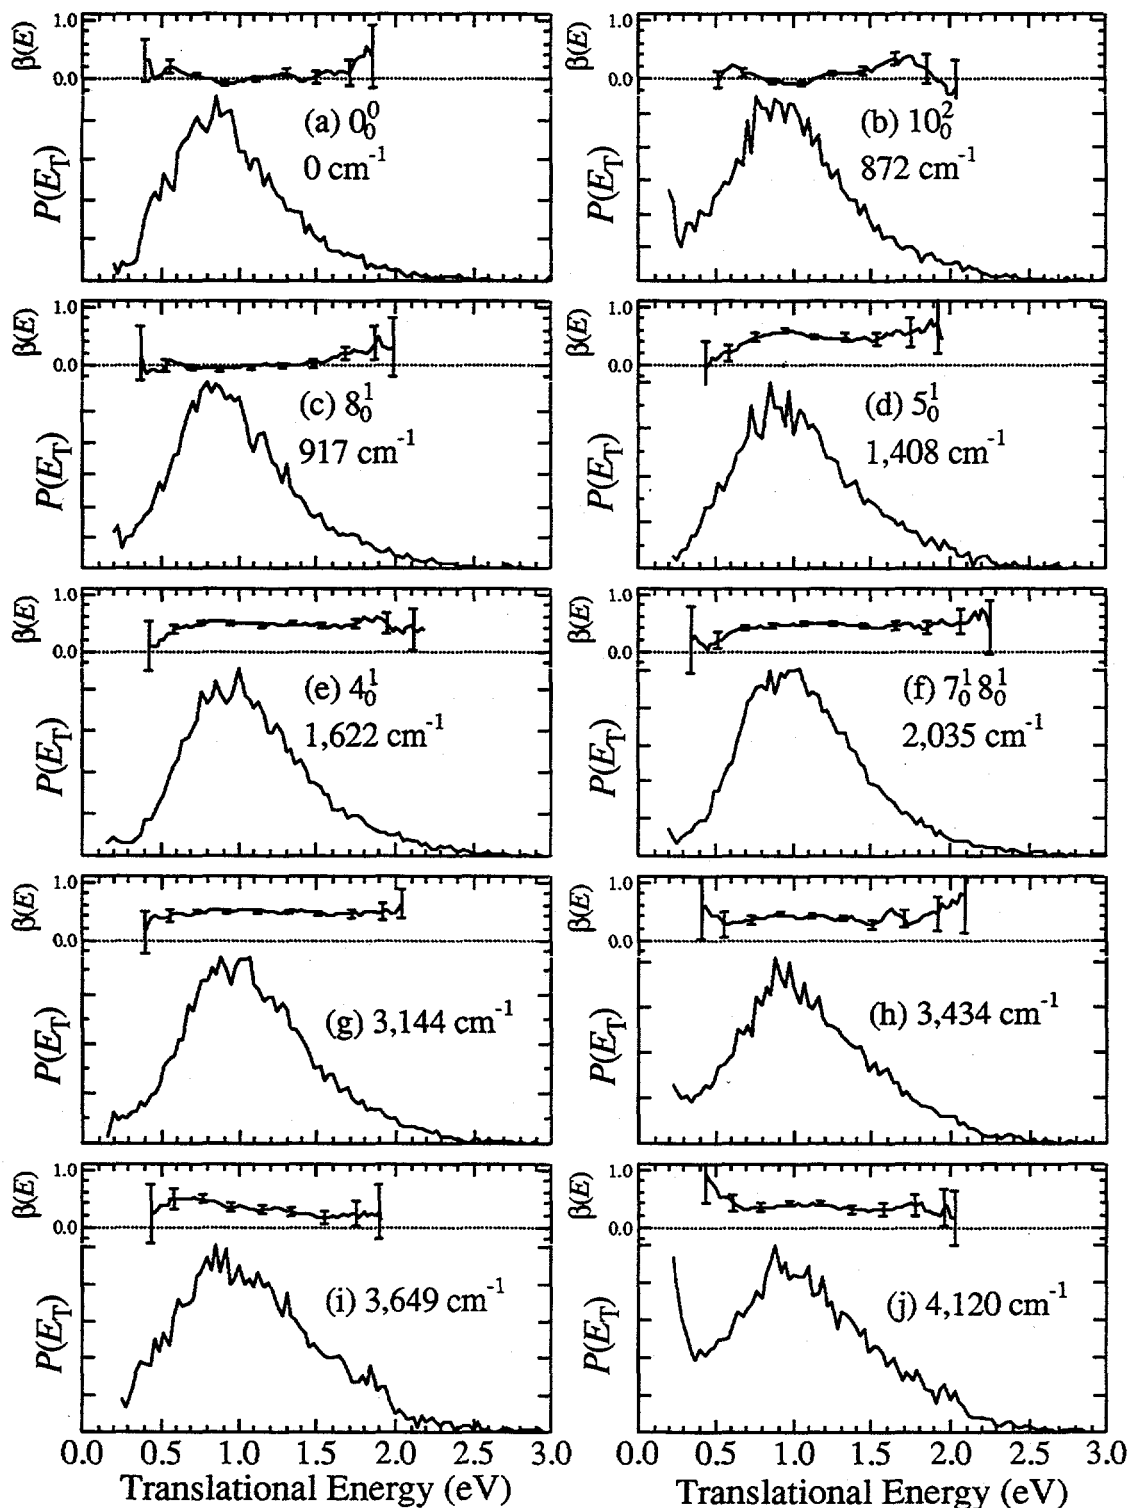 1.0 1.0
β(E) β(E)
0.0 0.0
(a) 0₀⁰ (b) 10₀²
0 cm⁻¹ 872 cm⁻¹
P(E_T) P(E_T)
1.0 1.0
β(E) β(E)
0.0 0.0
(c) 8₀¹ (d) 5₀¹
917 cm⁻¹ 1,408 cm⁻¹
P(E_T) P(E_T)
1.0 1.0
β(E) β(E)
0.0 0.0
(e) 4₀¹ (f) 7₀¹ 8₀¹
1,622 cm⁻¹ 2,035 cm⁻¹
P(E_T) P(E_T)
1.0 1.0
β(E) β(E)
0.0 0.0
(g) 3,144 cm⁻¹ (h) 3,434 cm⁻¹
P(E_T) P(E_T)
1.0 1.0
β(E) β(E)
0.0 0.0
(i) 3,649 cm⁻¹ (j) 4,120 cm⁻¹
P(E_T) P(E_T)
0.0 0.5 1.0 1.5 2.0 2.5 3.0 0.0 0.5 1.0 1.5 2.0 2.5 3.0
Translational Energy (eV) Translational Energy (eV)